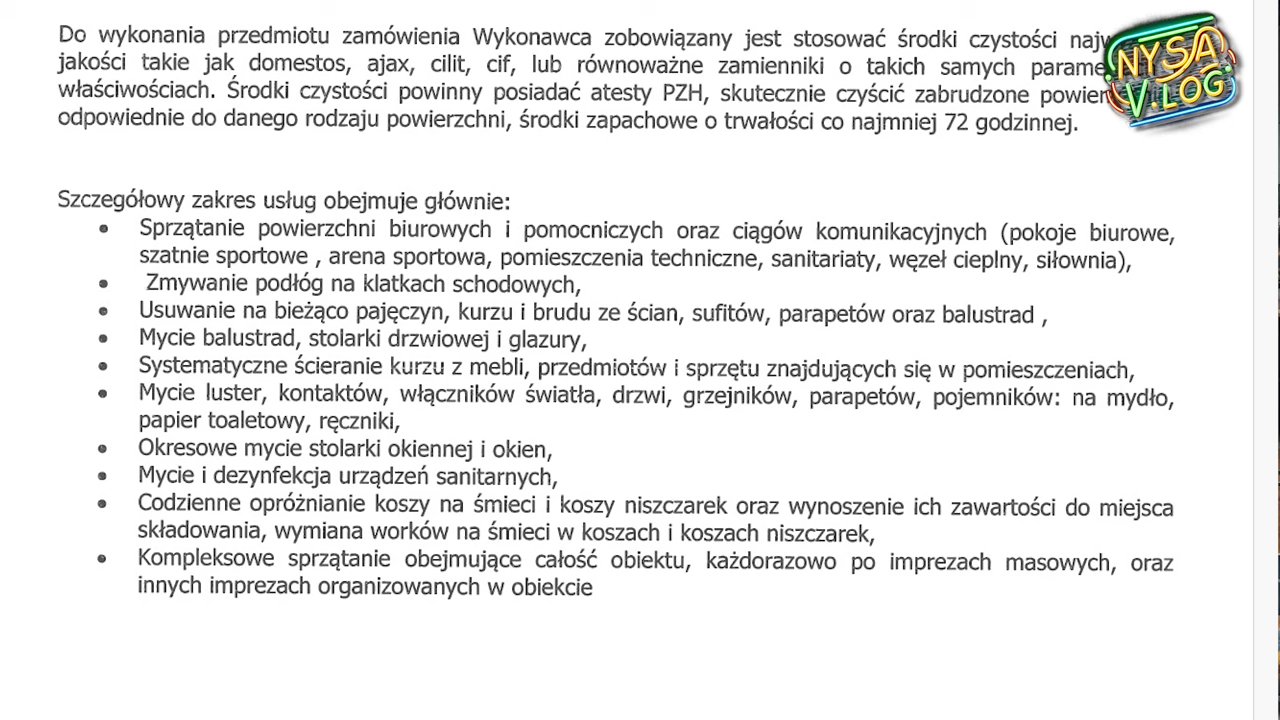 Do wykonania przedmiotu zamówienia Wykonawca zobowiązany jest stosować środki czystości
jakości takie jak domestos, ajax, cilit, cif, lub równoważne zamienniki o takich samych
właściwościach. Środki czystości powinny posiadać atesty PZH, skutecznie czyścić zabrudzone
odpowiednie do danego rodzaju powierzchni, środki zapachowe o trwałości co najmniej 72 godzinnej.
NYSA
V·LOG
Szczegółowy zakres usług obejmuje głównie:
• Sprzątanie powierzchni biurowych i pomocniczych oraz ciągów komunikacyjnych (pokoje biurowe,
szatnie sportowe , arena sportowa, pomieszczenia techniczne, sanitariaty, węzeł cieplny, siłownia),
• Zmywanie podłóg na klatkach schodowych,
• Usuwanie na bieżąco pajęczyn, kurzu i brudu ze ścian, sufitów, parapetów oraz balustrad ,
• Mycie balustrad, stolarki drzwiowej i glazury,
• Systematyczne ścieranie kurzu z mebli, przedmiotów i sprzętu znajdujących się w pomieszczeniach,
• Mycie luster, kontaktów, włączników światła, drzwi, grzejników, parapetów, pojemników: na mydło,
papier toaletowy, ręczniki,
• Okresowe mycie stolarki okiennej i okien,
• Mycie i dezynfekcja urządzeń sanitarnych,
• Codzienne opróżnianie koszy na śmieci i koszy niszczarek oraz wynoszenie ich zawartości do miejsca
składowania, wymiana worków na śmieci w koszach i koszach niszczarek,
• Kompleksowe sprzątanie obejmujące całość obiektu, każdorazowo po imprezach masowych, oraz
innych imprezach organizowanych w obiekcie